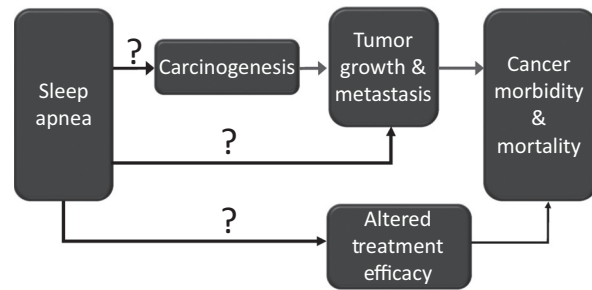 Sleep
apnea
?
Carcinogenesis
Tumor
growth &
metastasis
Cancer
morbidity
&
mortality
?
?
Altered
treatment
efficacy